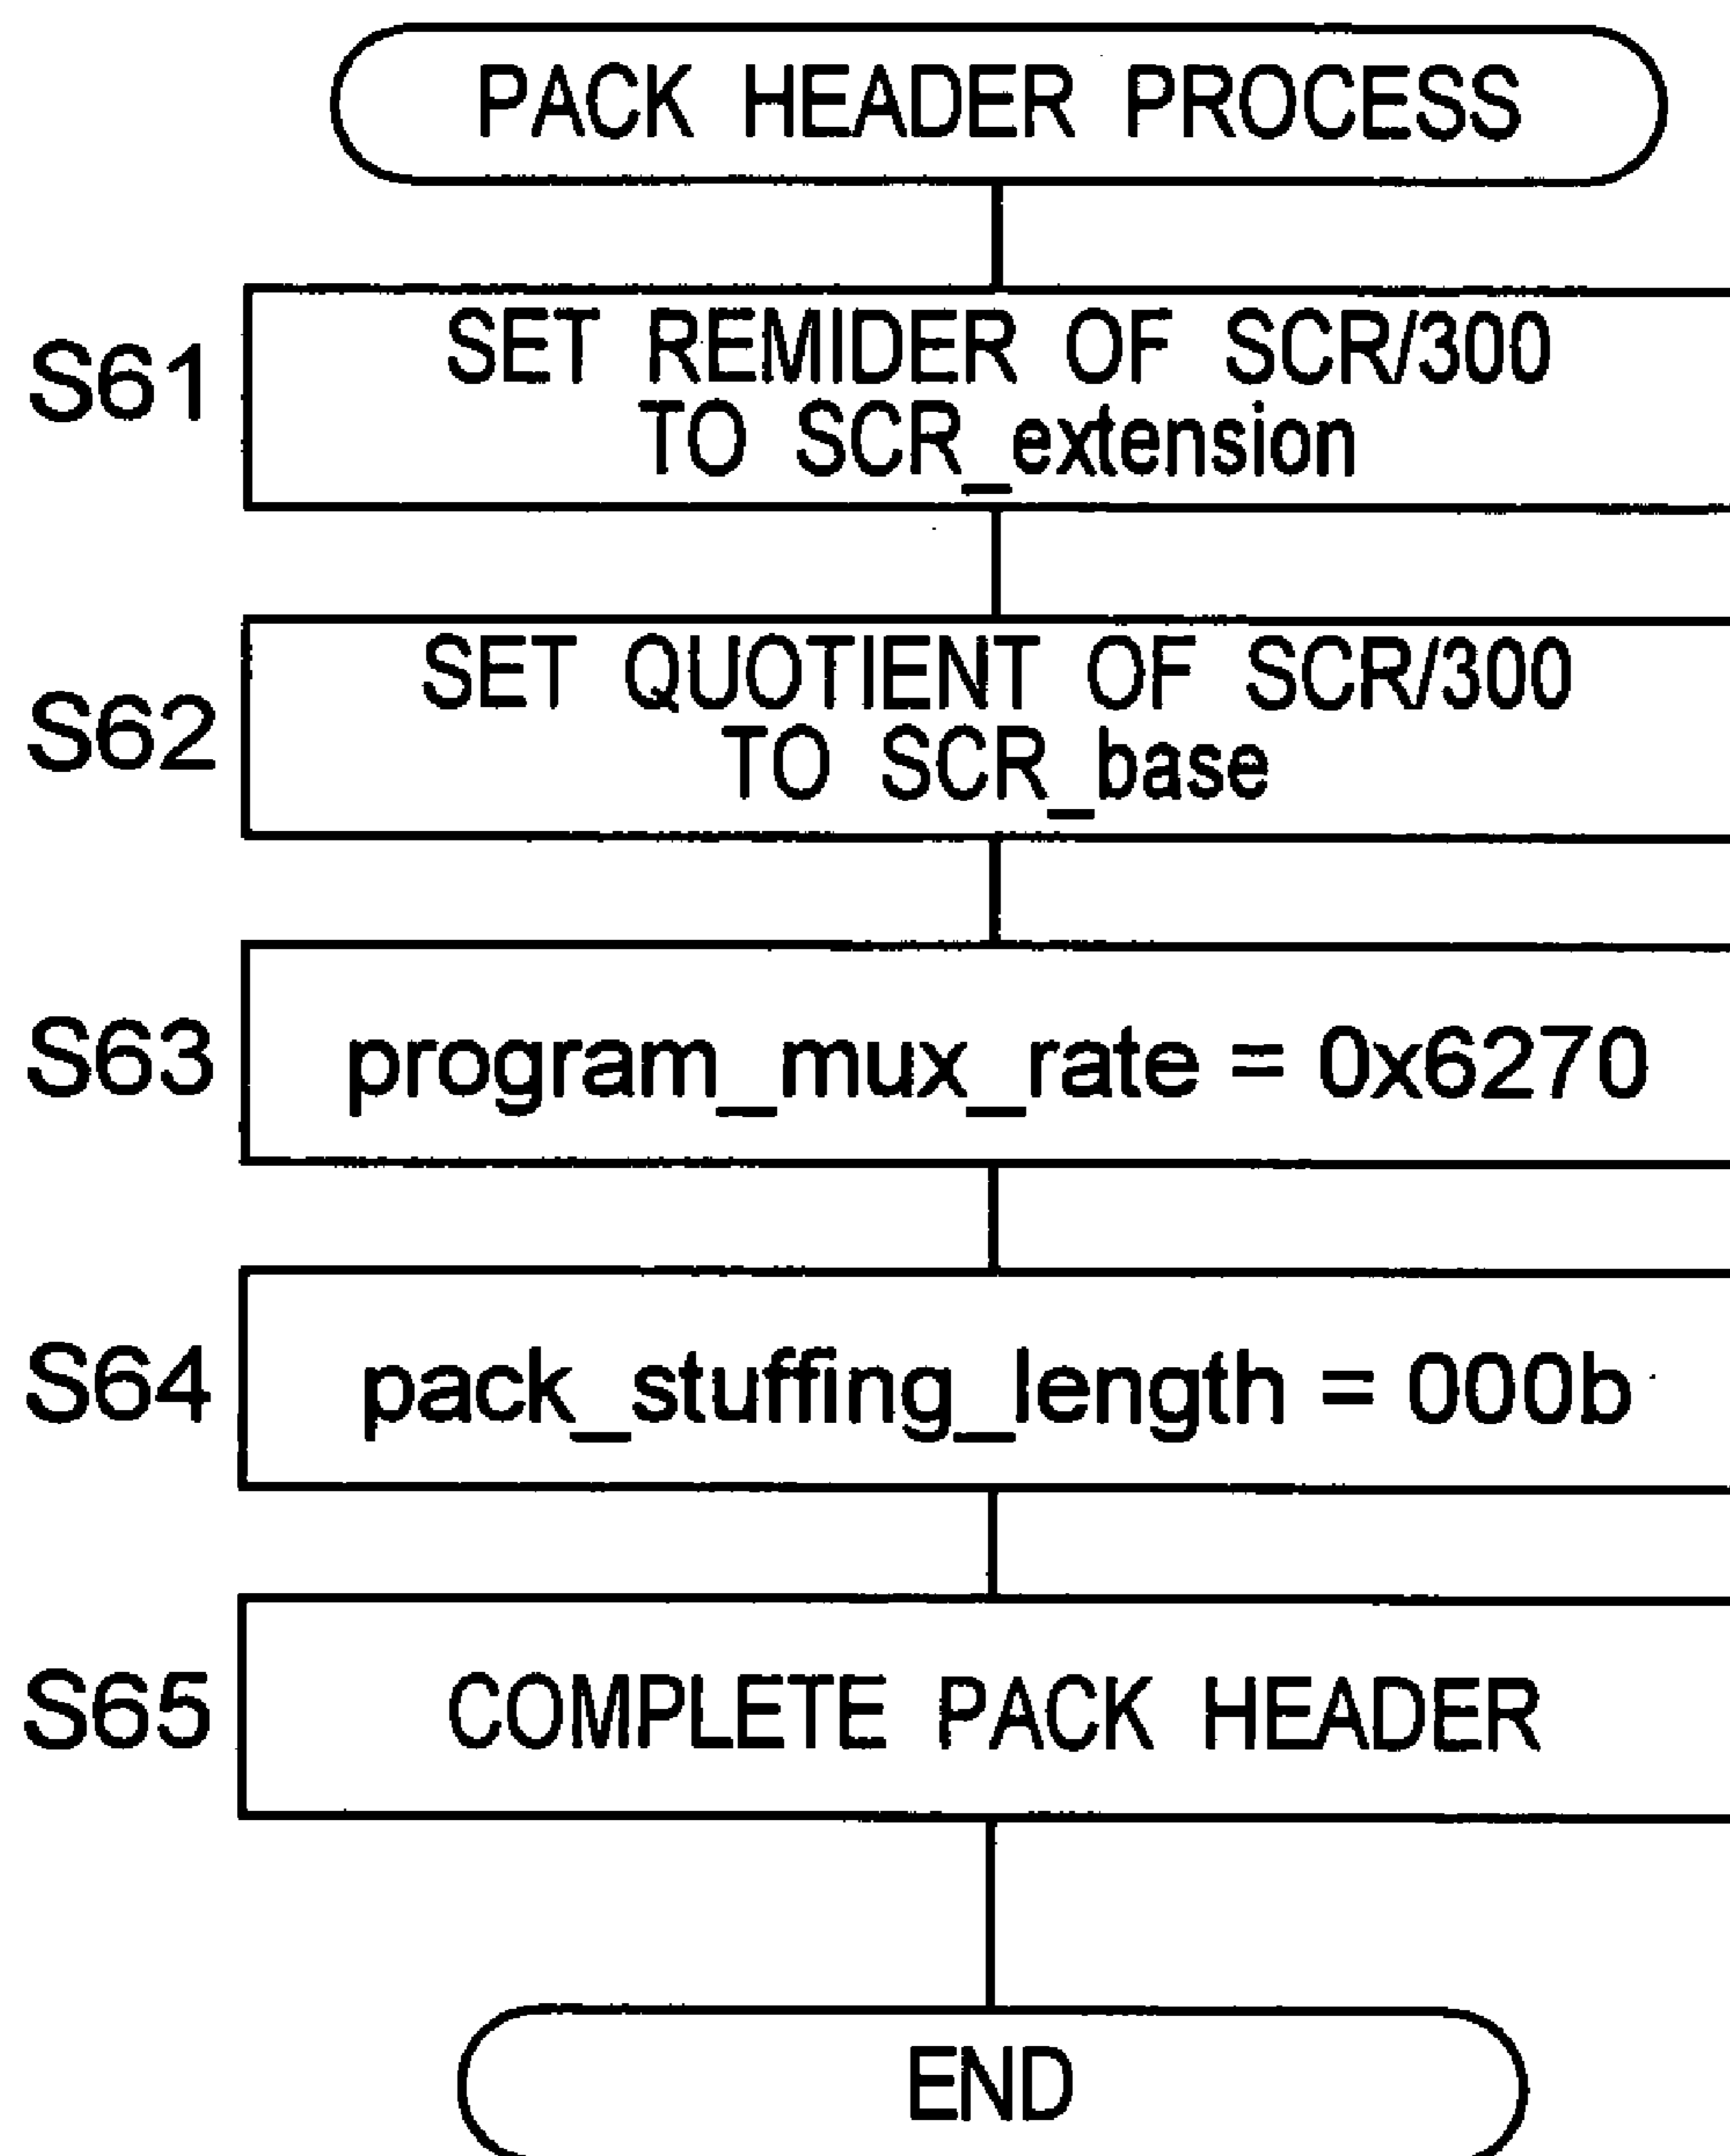 PACK HEADER PROCESS
S61
SET REMIDER OF SCR/300
TO SCR_extension
S62
SET QUOTIENT OF SCR/300
TO SCR_base
S63
program_mux_rate = 0x6270
S64
pack_stuffing_length = 000b
S65
COMPLETE PACK HEADER
END